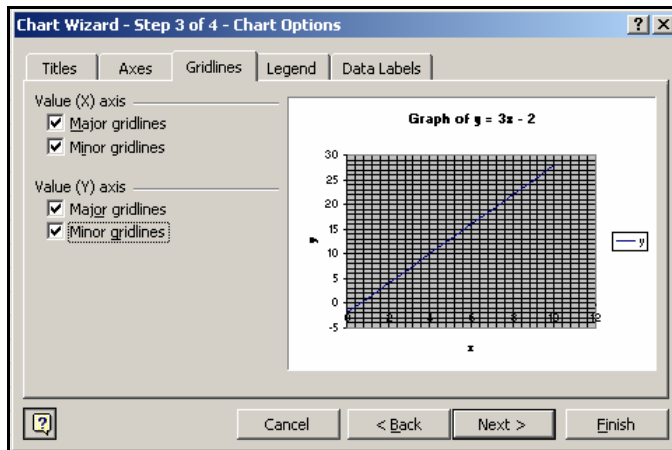 Chart Wizard - Step 3 of 4 - Chart Options
Titles Axes Gridlines Legend Data Labels
Value (X) axis
Major gridlines
Minor gridlines
Value (Y) axis
Major gridlines
Minor gridlines
Graph of y = 3x - 2
30
25
20
15
10
5
0
-5
0 2 4 6 8 10 12
y
x
y
Cancel < Back Next > Finish